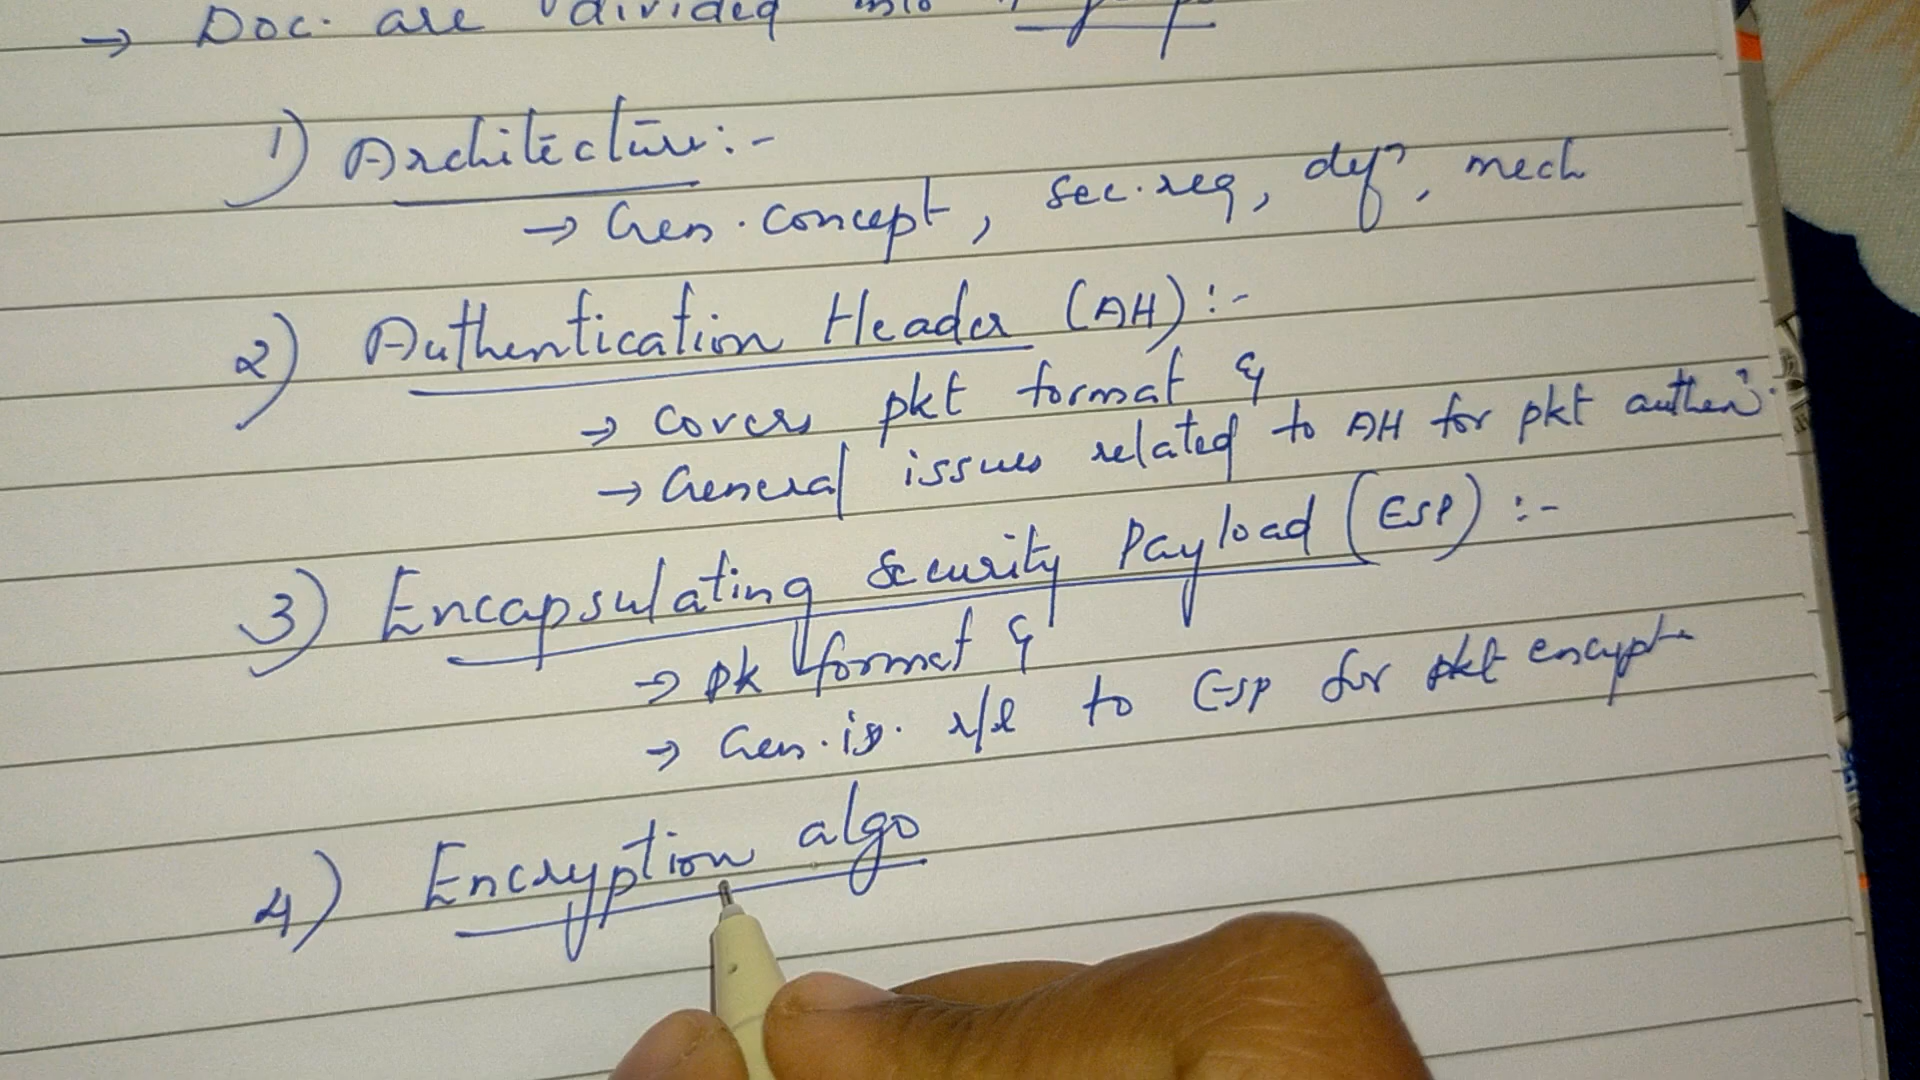 → Doc. are divided into
1) Architecture:-
→ Gen. concept, sec. req, defn, mech
2) Authentication Header (AH):-
→ covers pkt format &
→ General issues related to AH for pkt authen.
3) Encapsulating Security Payload (ESP):-
→ pk format &
→ Gen. is. r/l to ESP for pkt encrypt
4) Encryption algo